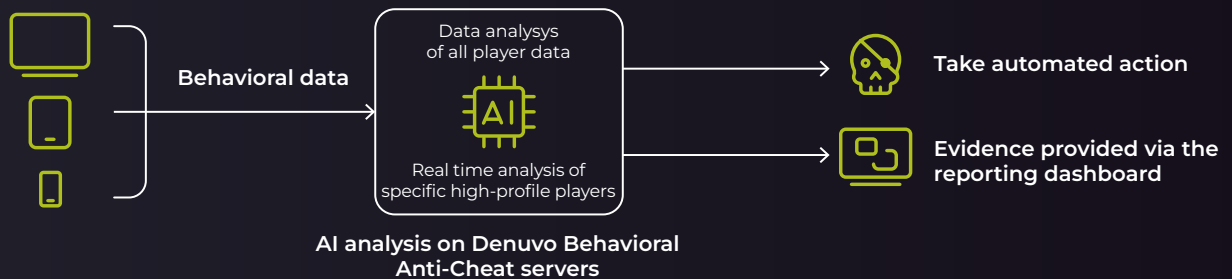 Behavioral data
Data analysys
of all player data
AI
Real time analysis of
specific high-profile players
AI analysis on Denuvo Behavioral
Anti-Cheat servers
Take automated action
Evidence provided via the
reporting dashboard